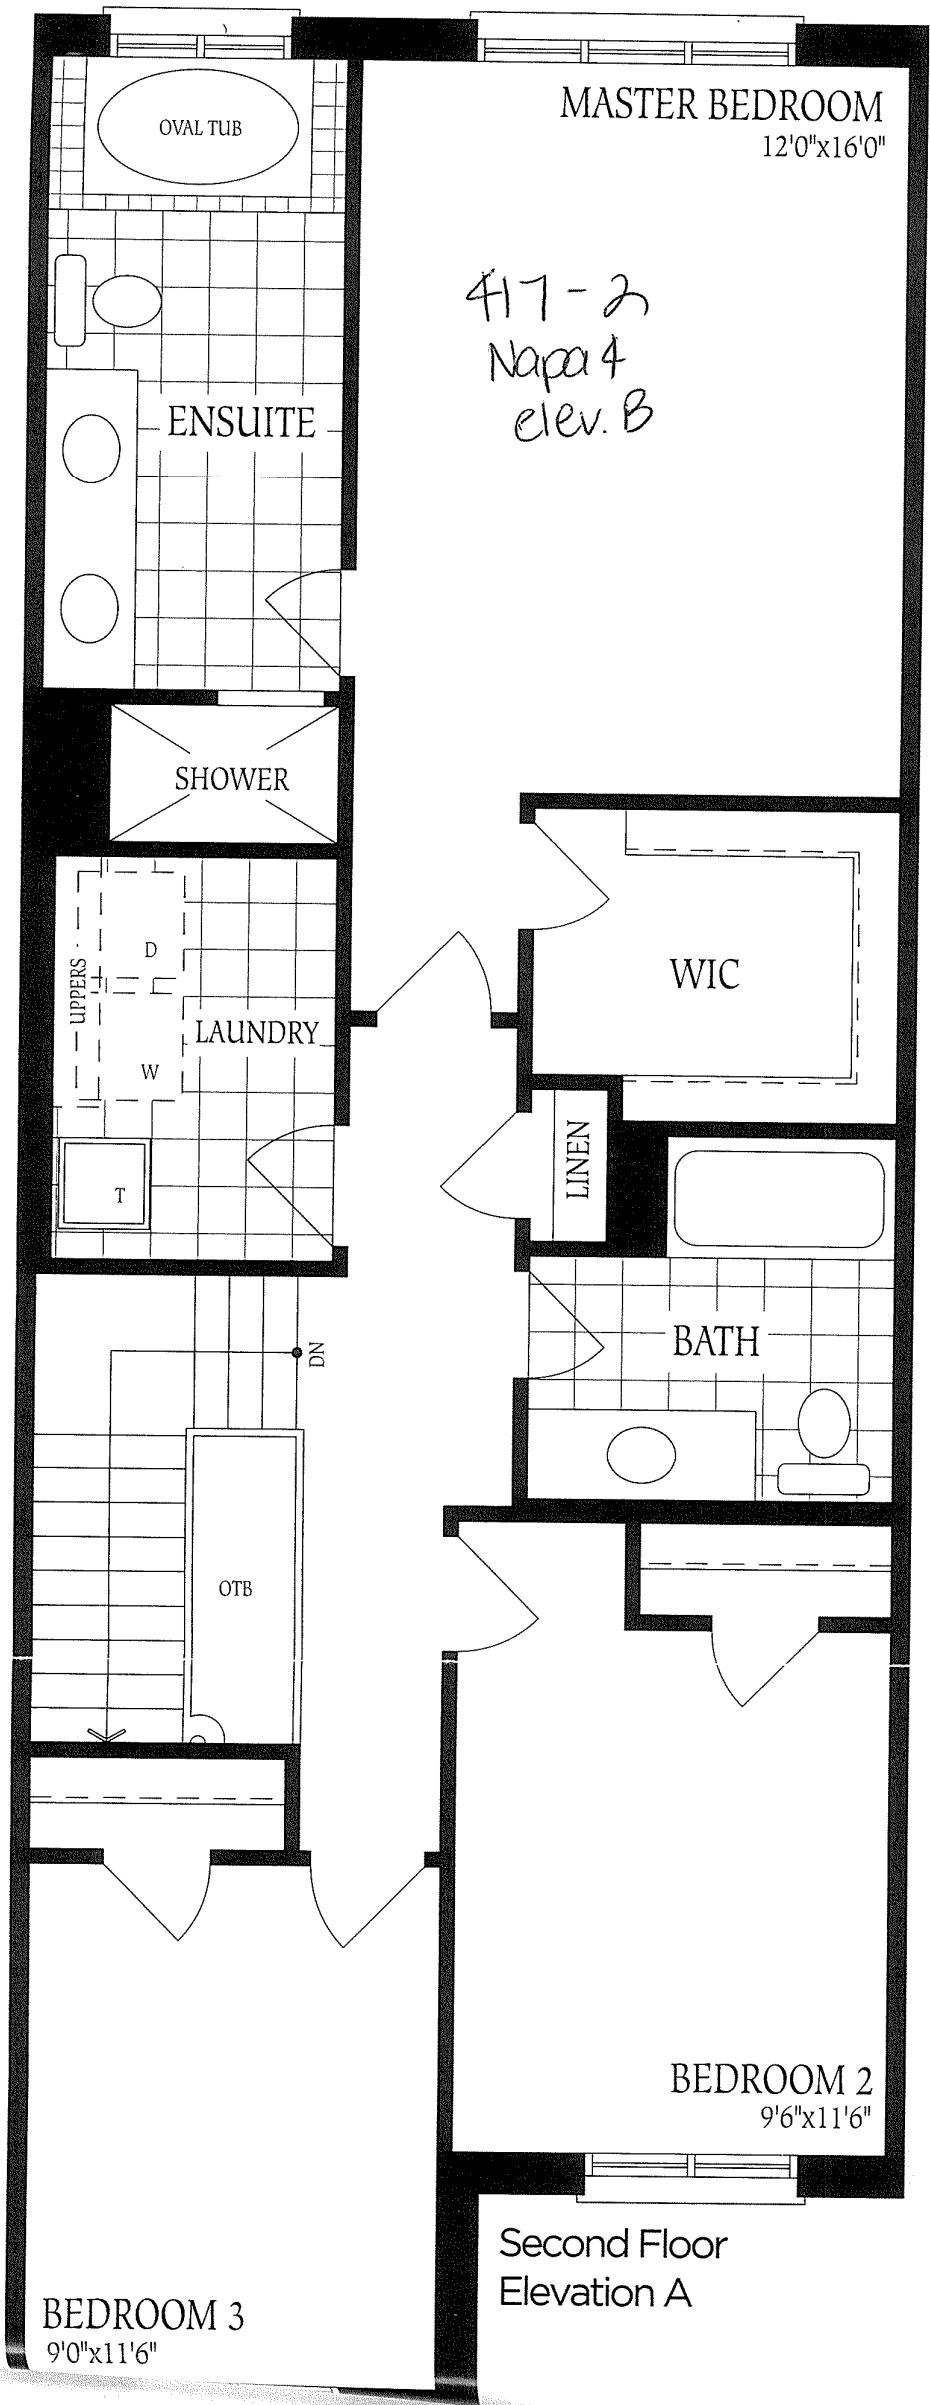 OVAL TUB
MASTER BEDROOM
12'0"x16'0"
417-2
Napa 4
elev. B
ENSUITE
SHOWER
UPPERS
D
WIC
LAUNDRY
W
LINEN
T
BATH
DN
OTB
BEDROOM 2
9'6"x11'6"
Second Floor
Elevation A
BEDROOM 3
9'0"x11'6"